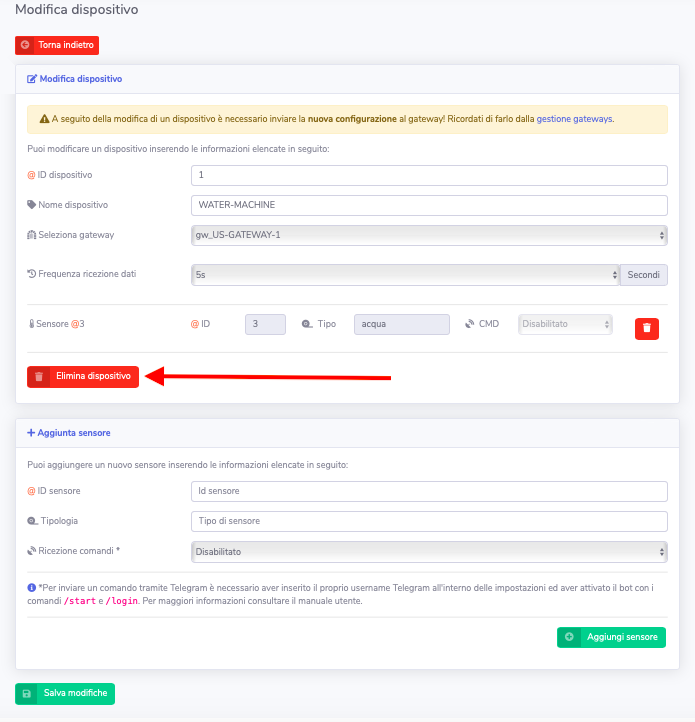 Modifica dispositivo
Torna indietro
Modifica dispositivo
A seguito della modifica di un dispositivo è necessario inviare la nuova configurazione al gateway! Ricordati di farlo dalla gestione gateways.
Puoi modificare un dispositivo inserendo le informazioni elencate in seguito:
@ ID dispositivo 1
Nome dispositivo WATER-MACHINE
Seleziona gateway gw_US-GATEWAY-1
Frequenza ricezione dati 5s Secondi
Sensore @3 @ ID 3 Tipo acqua CMD Disabilitato
Elimina dispositivo
Aggiunta sensore
Puoi aggiungere un nuovo sensore inserendo le informazioni elencate in seguito:
@ ID sensore Id sensore
Tipologia Tipo di sensore
Ricezione comandi * Disabilitato
*Per inviare un comando tramite Telegram è necessario aver inserito il proprio username Telegram all'interno delle impostazioni ed aver attivato il bot con i
comandi /start e /login. Per maggiori informazioni consultare il manuale utente.
Aggiungi sensore
Salva modifiche